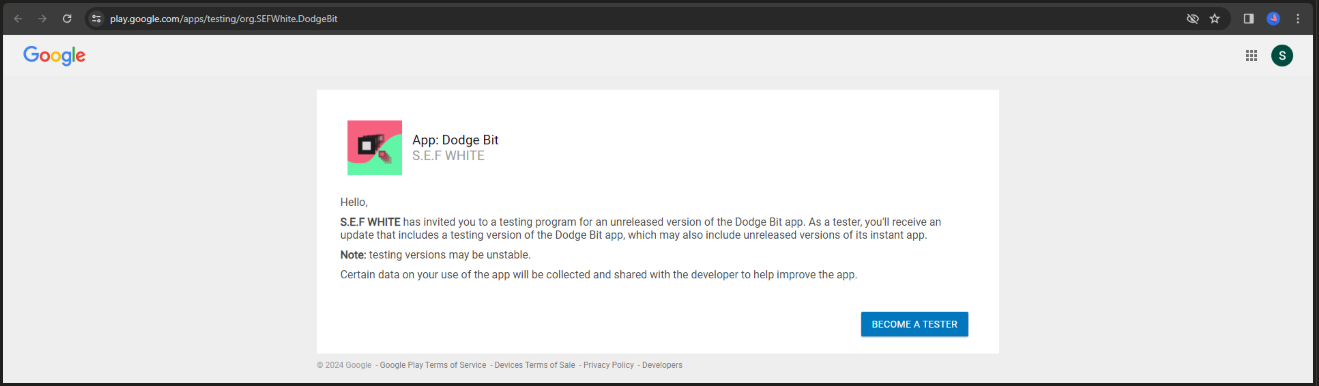 play.google.com/apps/testing/org.SEFWhite.DodgeBit
Google
S
App: Dodge Bit
S.E.F WHITE
Hello,
S.E.F WHITE has invited you to a testing program for an unreleased version of the Dodge Bit app. As a tester, you'll receive an
update that includes a testing version of the Dodge Bit app, which may also include unreleased versions of its instant app.
Note: testing versions may be unstable.
Certain data on your use of the app will be collected and shared with the developer to help improve the app.
BECOME A TESTER
© 2024 Google - Google Play Terms of Service - Devices Terms of Sale - Privacy Policy - Developers